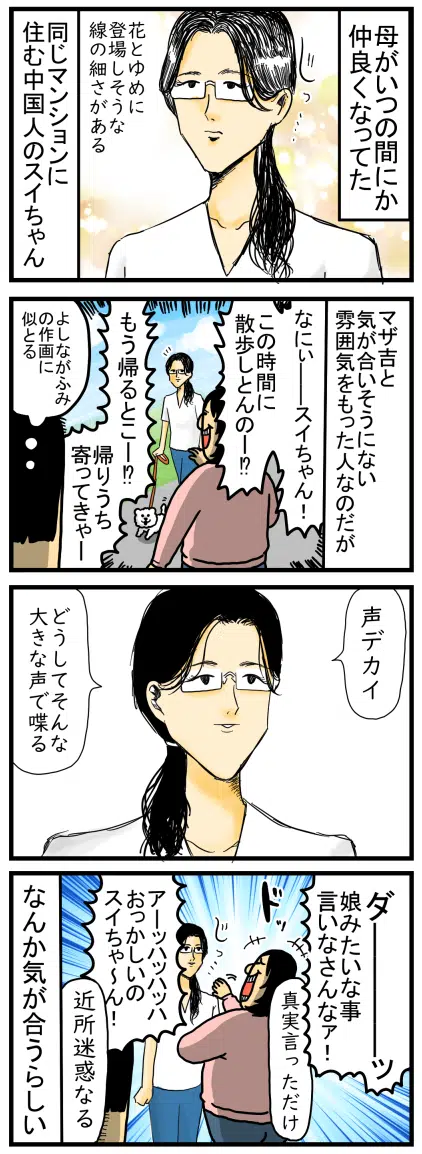 母がいつの間にか
仲良くなってた
花とゆめに
登場しそうな
線の細さがある
同じマンションに
住む中国人のスイちゃん
マザ吉と
気が合いそうにない
雰囲気をもった人なのだが
なにぃ――スイちゃん!
この時間に
散歩しとんのー!?
もう帰るとこー!?
帰りうち
寄ってきゃー
よしながふみ
の作画に
似とる
声デカイ
どうしてそんな
大きな声で喋る
ダ―――ッ
娘みたいな事
言いなさんなァ!
ドッ
じっ
真実言っただけ
アーッハッハッハ
おっかしいの
スイちゃ~ん!
近所迷惑なる
なんか気が合うらしい